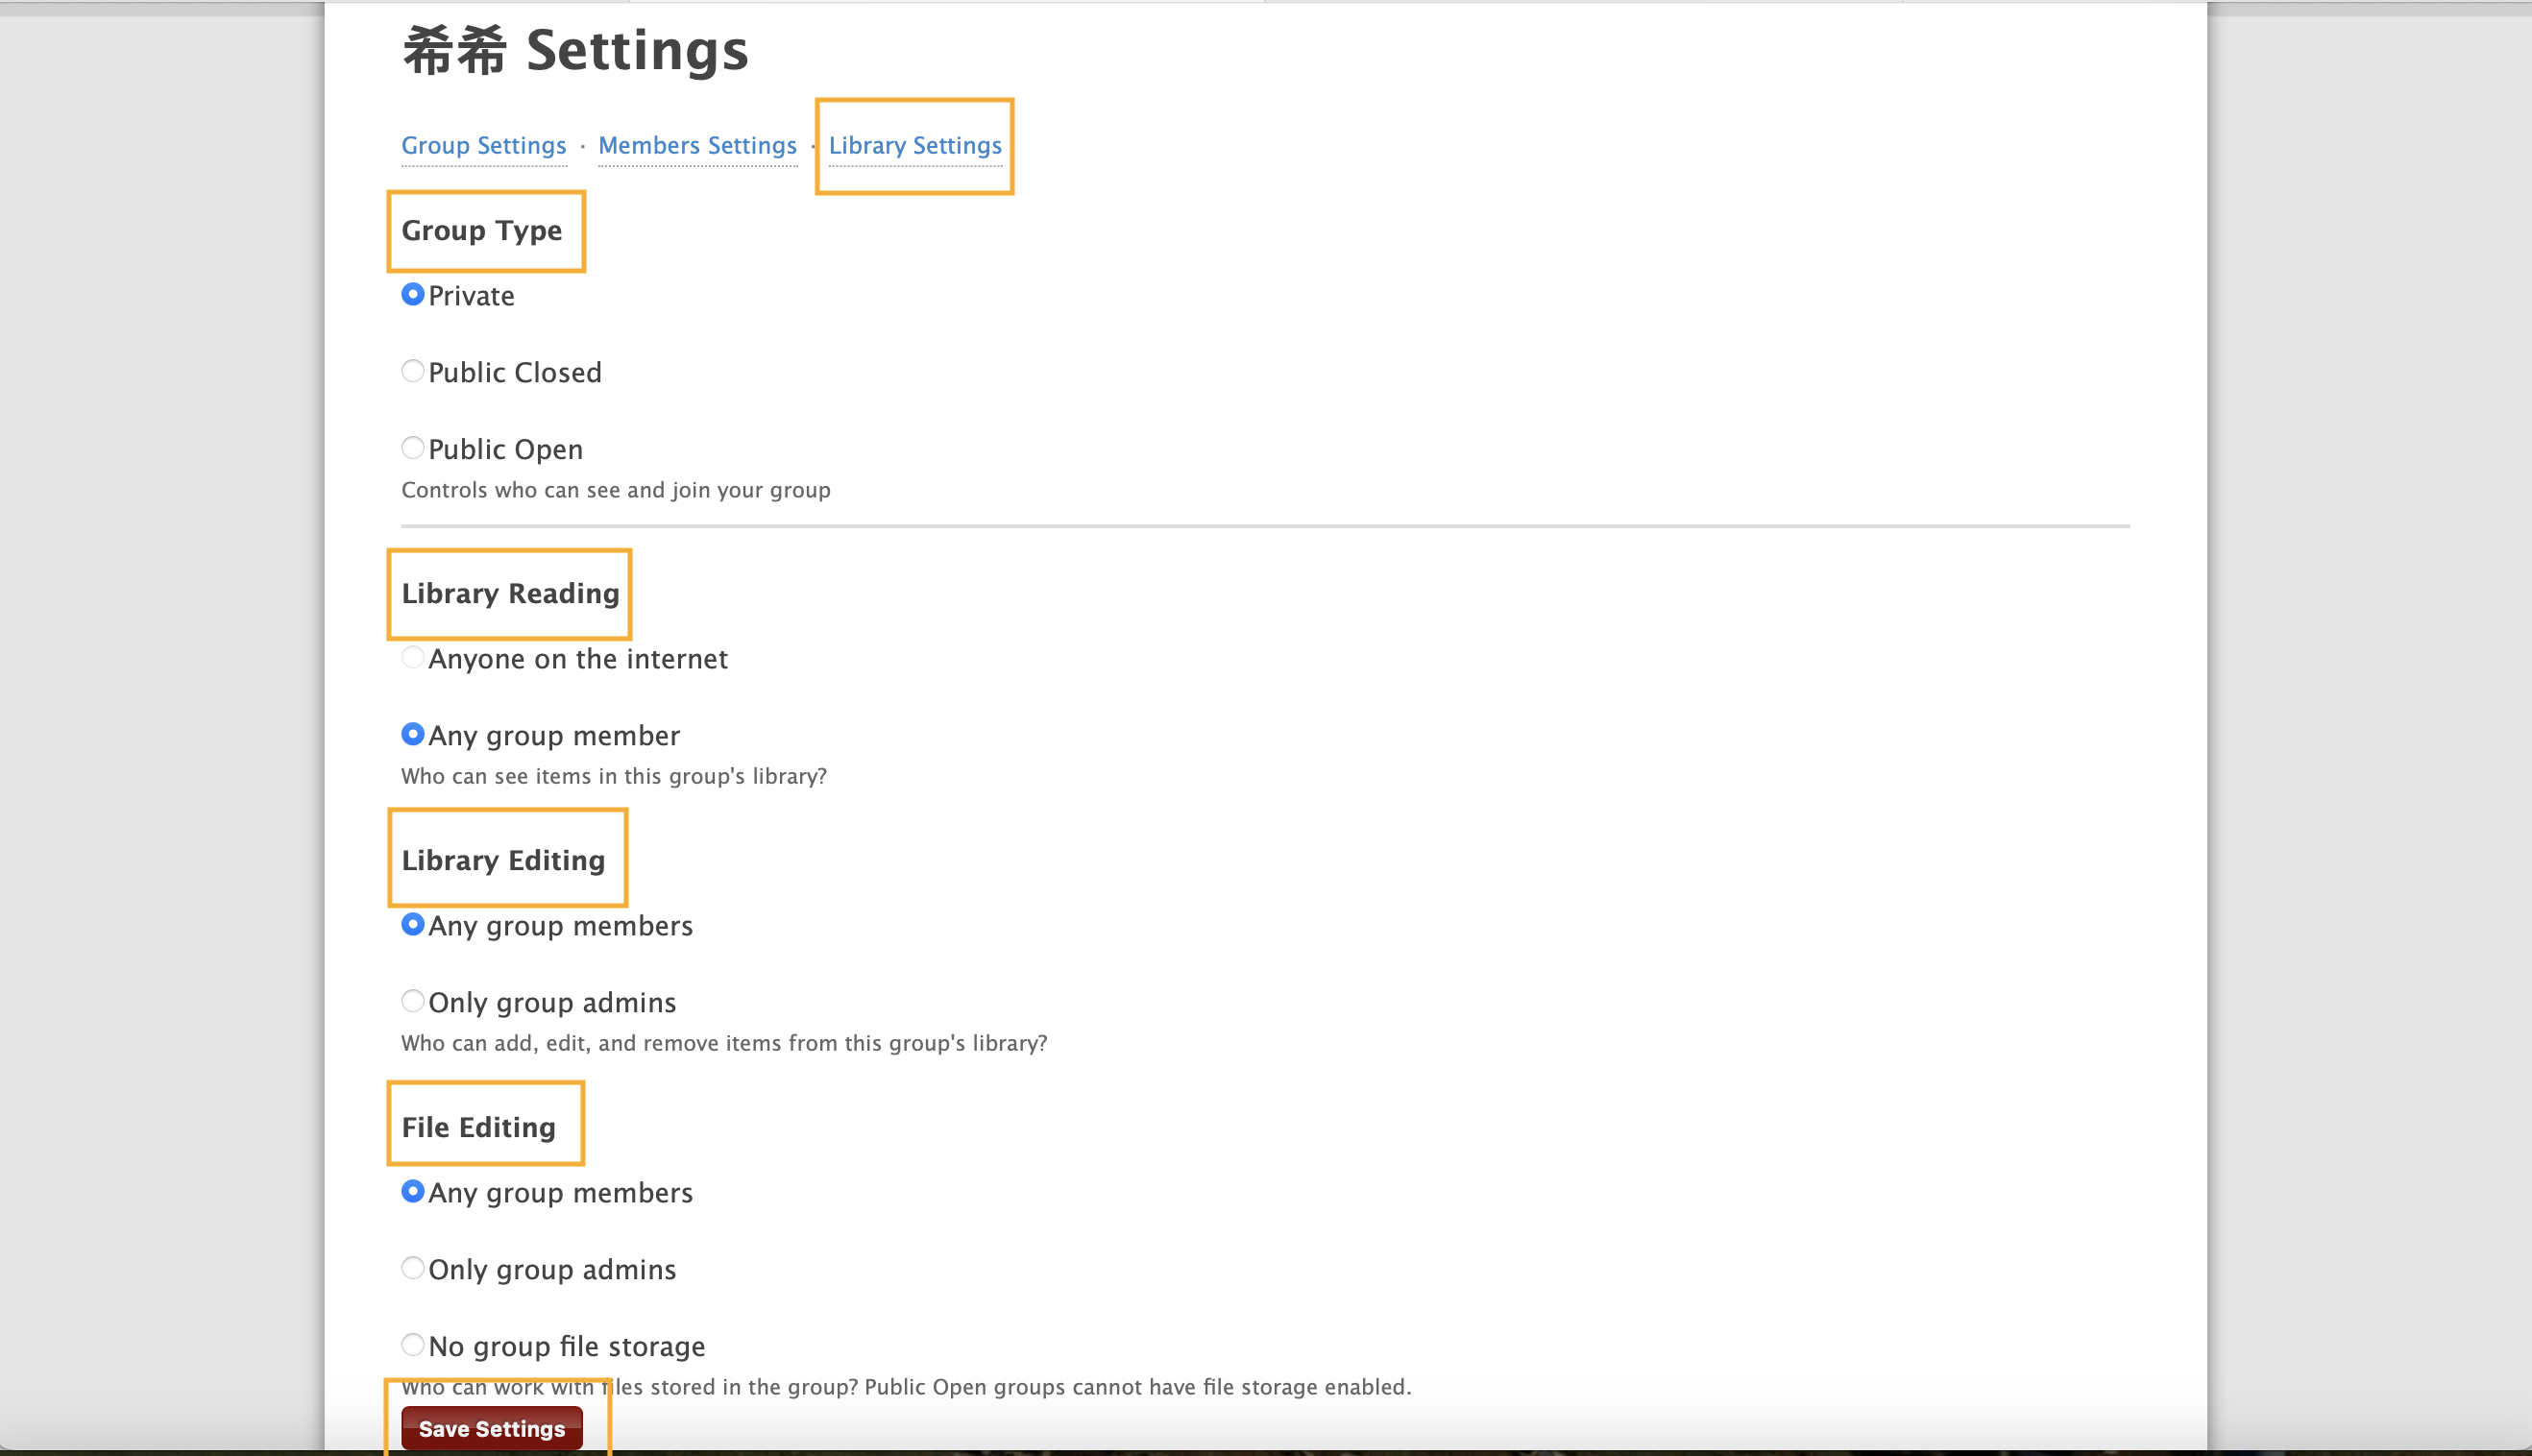 希希 Settings
Group Settings · Members Settings · Library Settings
Group Type
Private
Public Closed
Public Open
Controls who can see and join your group
Library Reading
Anyone on the internet
Any group member
Who can see items in this group's library?
Library Editing
Any group members
Only group admins
Who can add, edit, and remove items from this group's library?
File Editing
Any group members
Only group admins
No group file storage
Who can work with files stored in the group? Public Open groups cannot have file storage enabled.
Save Settings